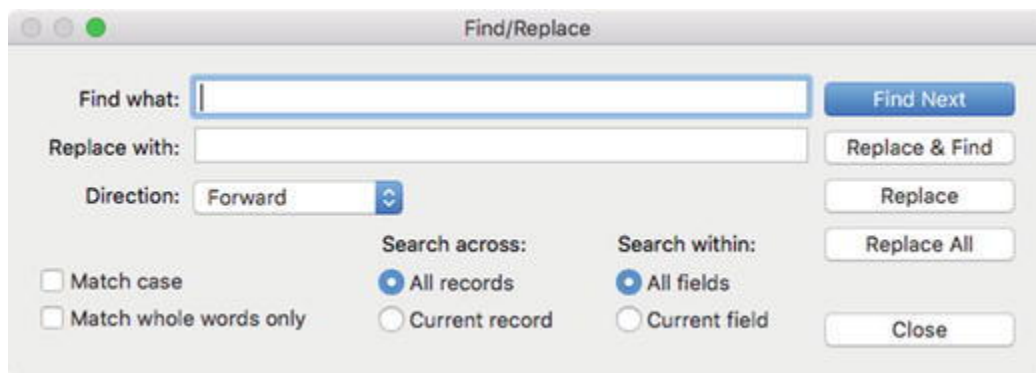 Find/Replace
Find what:
Find Next
Replace with:
Replace & Find
Direction: Forward
Replace
Search across:
Search within:
Replace All
Match case
All records
All fields
Match whole words only
Current record
Current field
Close